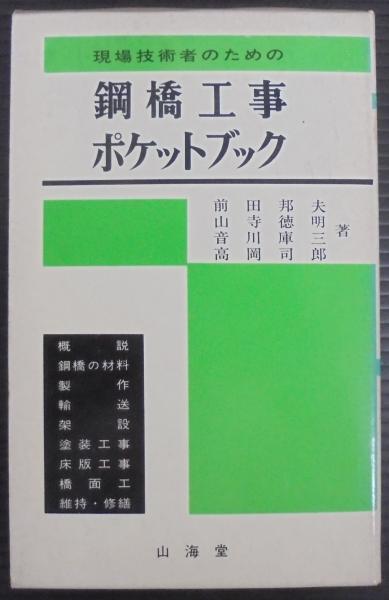 現場技術者のための
鋼橋工事
ポケットブック
前田邦夫
山寺徳明
音川庫三
高岡司郎
著
概説
鋼橋の材料
製作
輸送
架設
塗装工事
床版工事
橋面工
維持・修繕
山海堂